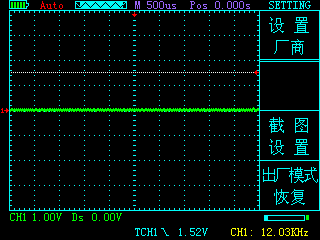 Auto M 500us Pos 0.000s SETTING
设 置
厂商
截 图
设 置
出厂模式
恢复
CH1 1.00V Ds 0.00V
TCH1 1.52V CH1: 12.03KHz